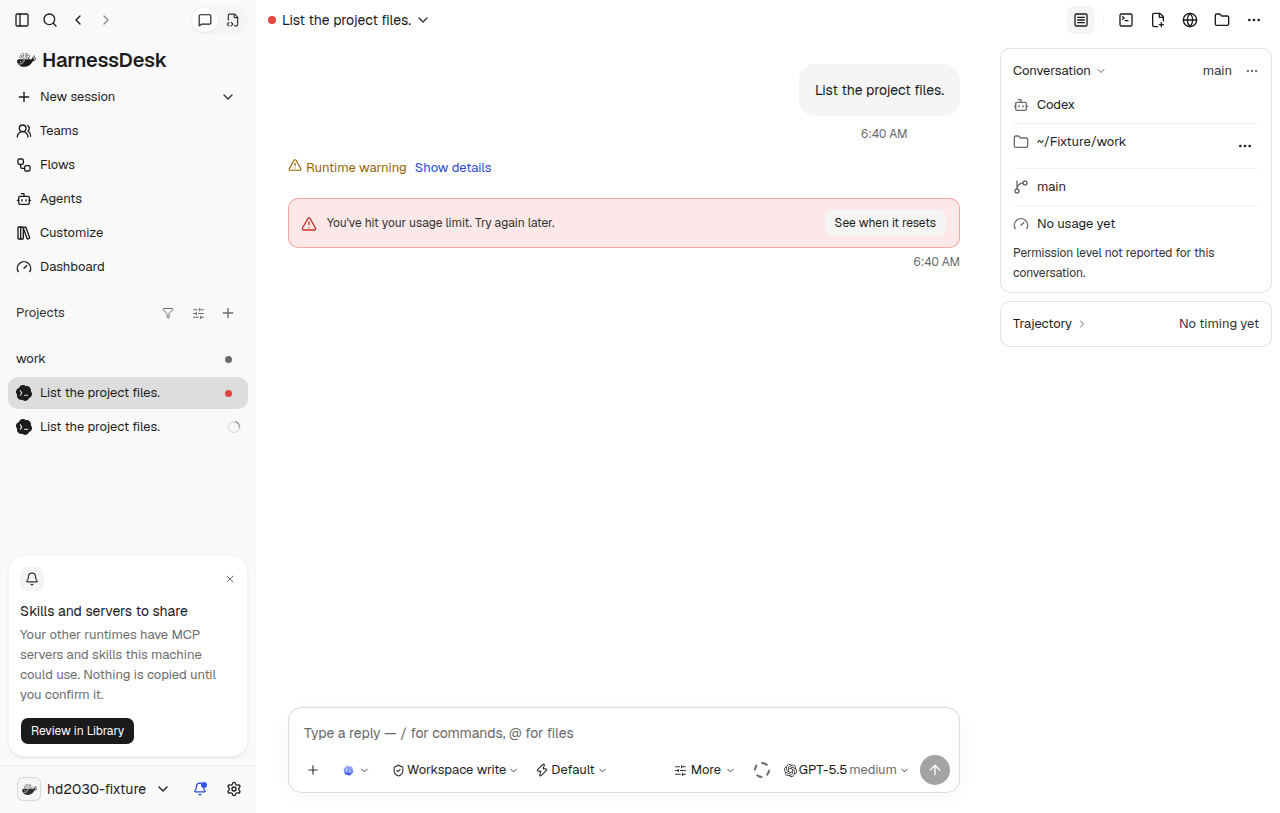 List the project files.
HarnessDesk
New session
Teams
Flows
Agents
Customize
Dashboard
Projects
work
List the project files.
List the project files.
Skills and servers to share
Your other runtimes have MCP
servers and skills this machine
could use. Nothing is copied until
you confirm it.
Review in Library
hd2030-fixture
List the project files.
6:40 AM
Runtime warning Show details
You've hit your usage limit. Try again later. See when it resets
6:40 AM
Type a reply — / for commands, @ for files
Workspace write Default More GPT-5.5 medium
Conversation main
Codex
~/Fixture/work
main
No usage yet
Permission level not reported for this
conversation.
Trajectory No timing yet